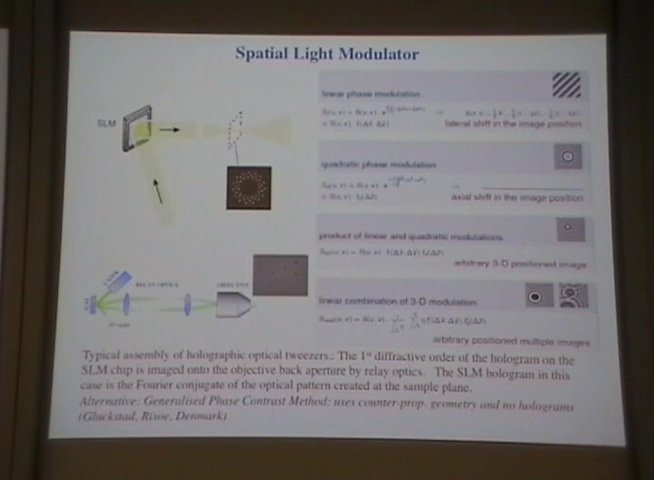 Spatial Light Modulator
SLM
linear phase modulation
lateral shift in the image position
quadratic phase modulation
axial shift in the image position
product of linear and quadratic modulations
arbitrary 3-D positioned image
RELAY OPTICS
OBJECTIVE
SLM
linear combination of 3-D modulation
arbitrary positioned multiple images
Typical assembly of holographic optical tweezers.: The 1st diffractive order of the hologram on
the SLM chip is imaged onto the objective back aperture by relay optics. The SLM hologram in this
case is the Fourier conjugate of the optical pattern created at the sample plane.
Alternative: Generalised Phase Contrast Method: uses counter-prop. geometry and no holograms
(Gluckstad, Risoe, Denmark)